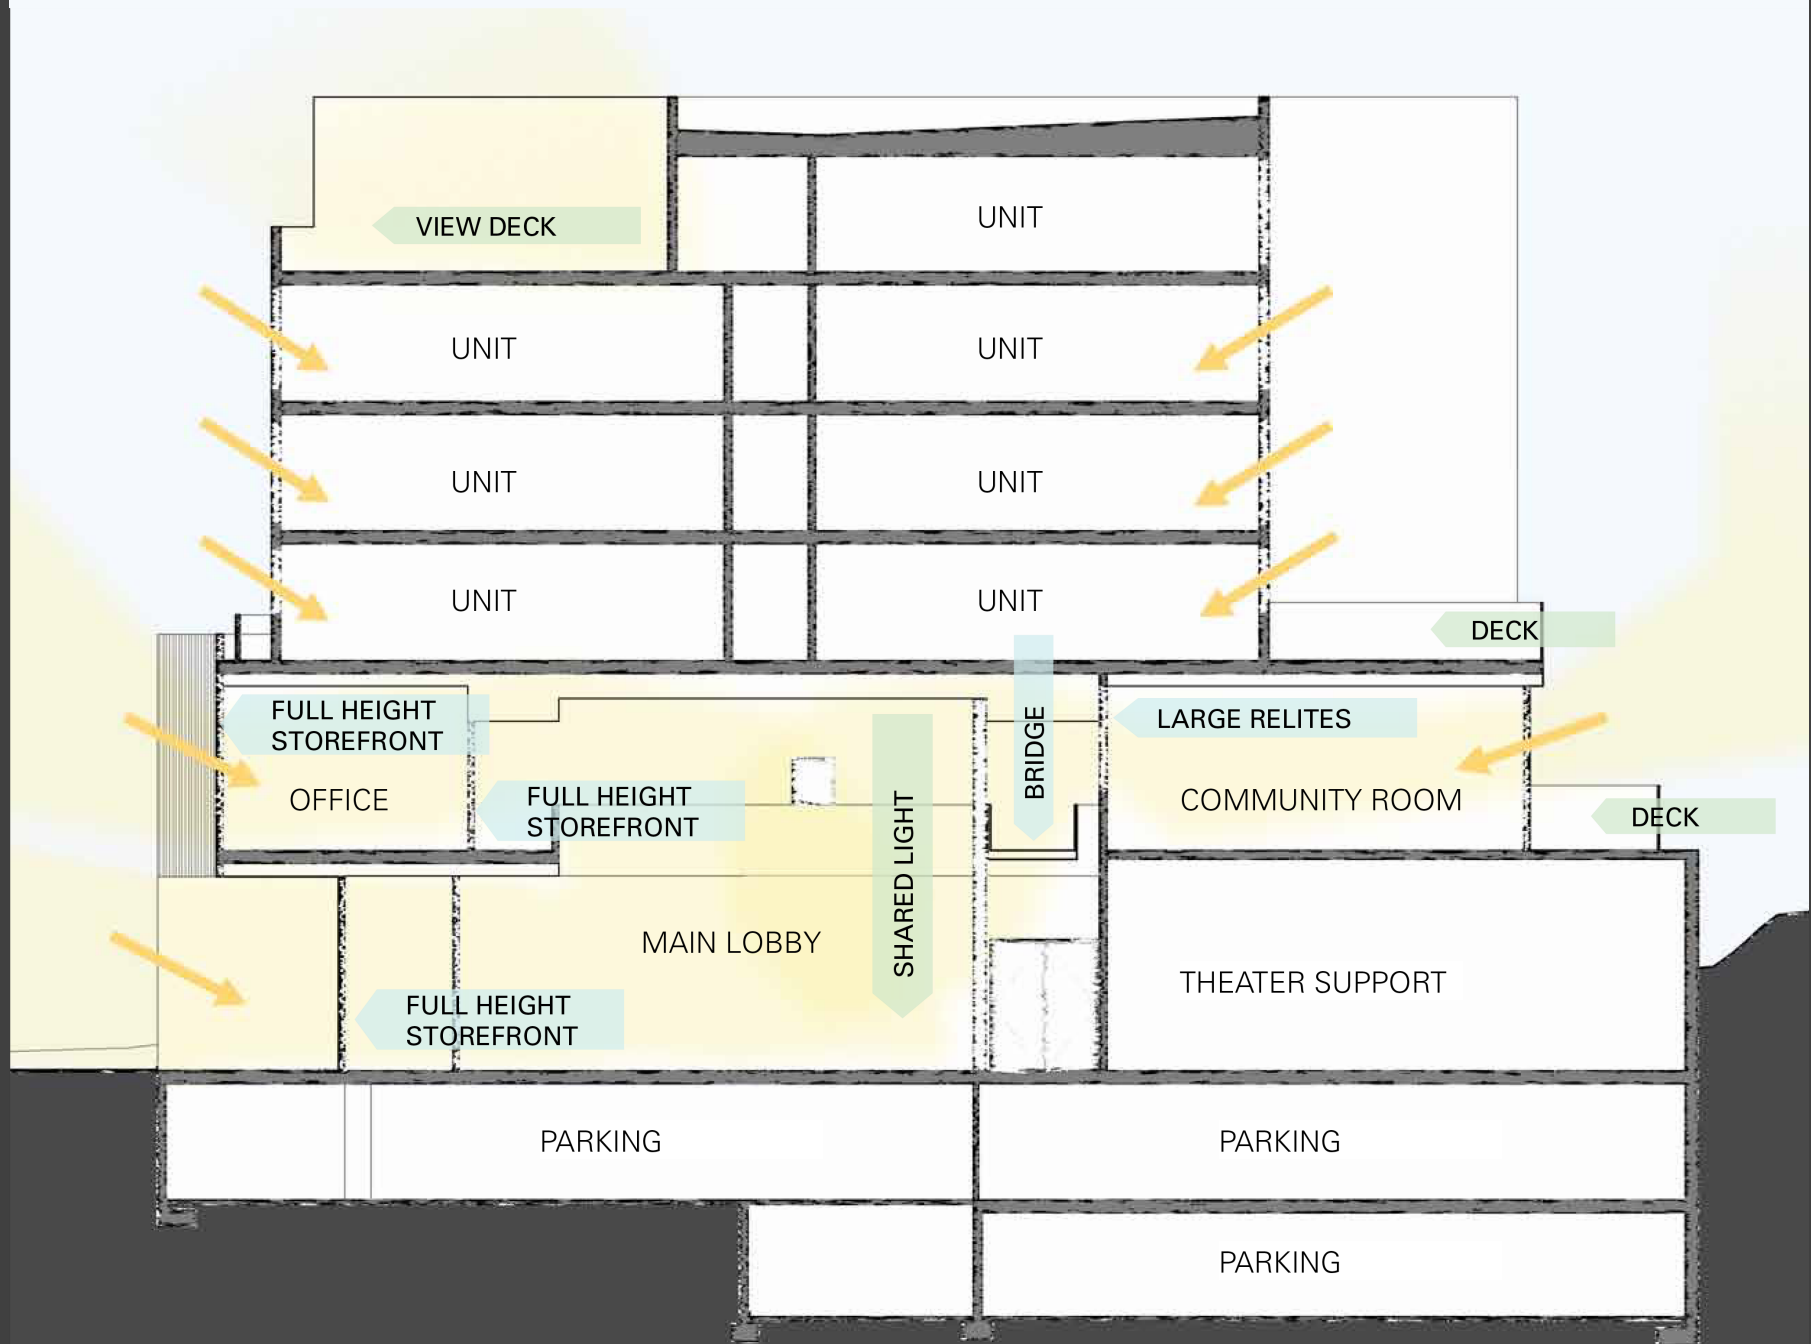 VIEW DECK
UNIT
UNIT
UNIT
UNIT
UNIT
UNIT
UNIT
DECK
FULL HEIGHT
STOREFRONT
OFFICE
FULL HEIGHT
STOREFRONT
SHARED LIGHT
BRIDGE
LARGE RELITES
COMMUNITY ROOM
DECK
MAIN LOBBY
THEATER SUPPORT
FULL HEIGHT
STOREFRONT
PARKING
PARKING
PARKING